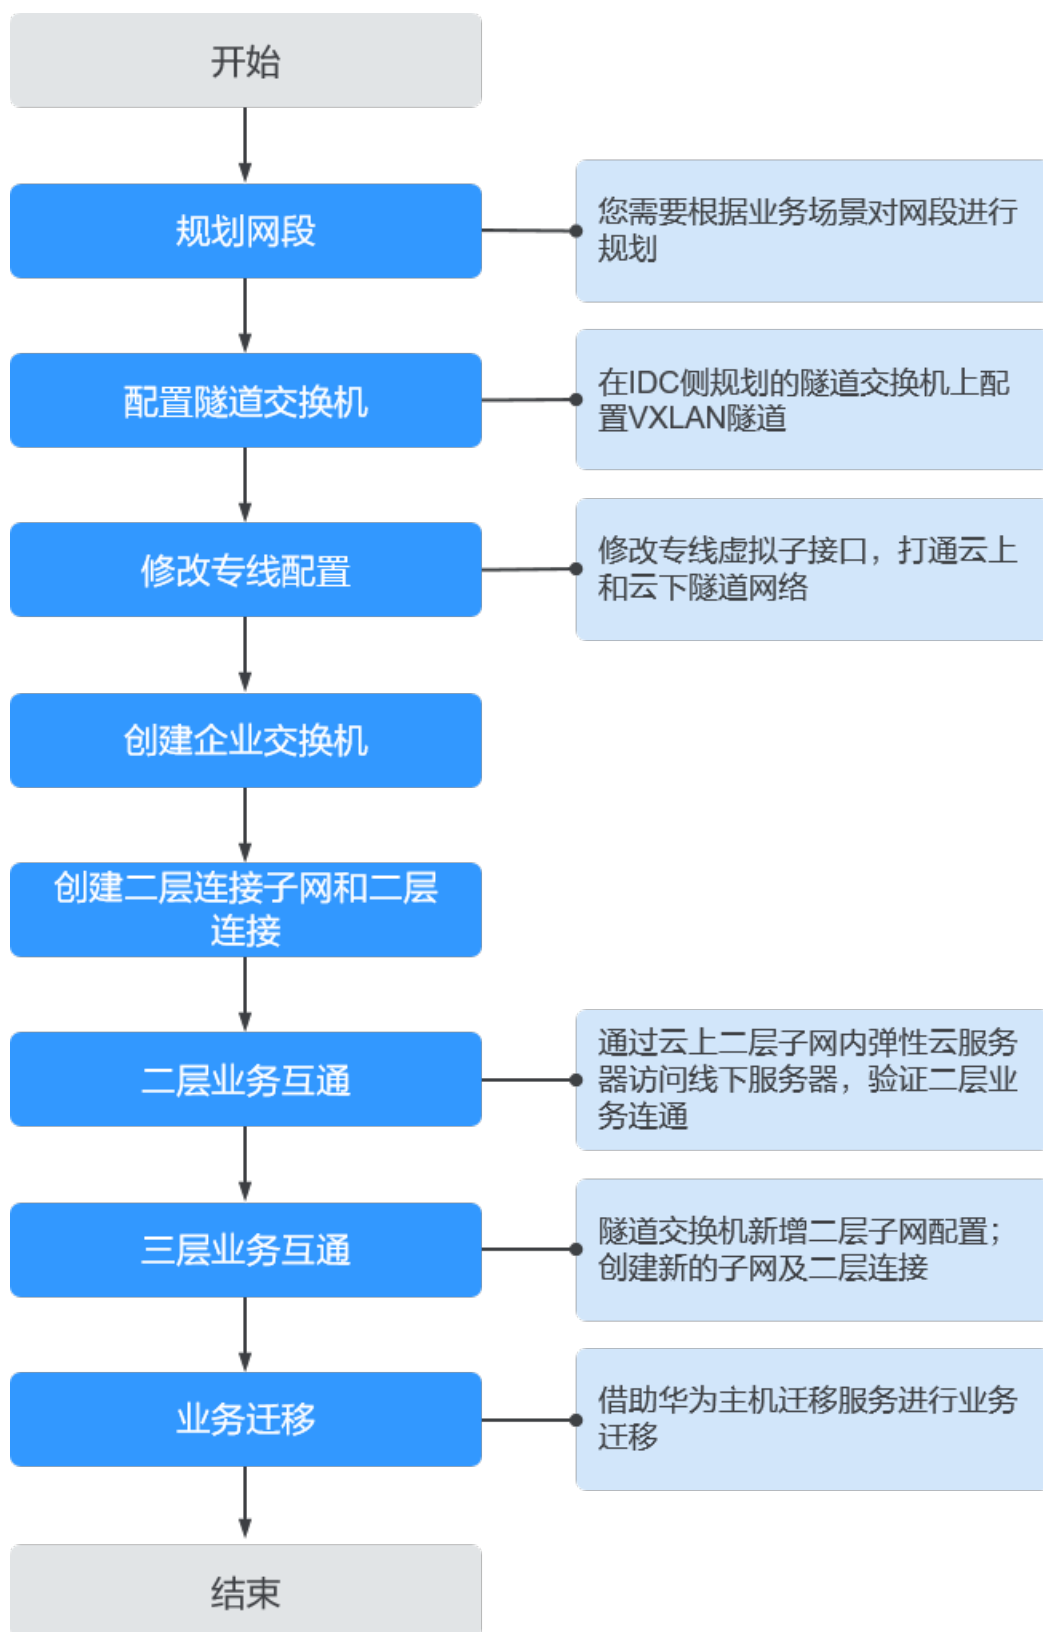 开始
规划网段
您需要根据业务场景对网段进行
规划
配置隧道交换机
在IDC侧规划的隧道交换机上配
置VXLAN隧道
修改专线配置
修改专线虚拟子接口，打通云上
和云下隧道网络
创建企业交换机
创建二层连接子网和二层
连接
二层业务互通
通过云上二层子网内弹性云服务
器访问线下服务器，验证二层业
务连通
三层业务互通
隧道交换机新增二层子网配置；
创建新的子网及二层连接
业务迁移
借助华为主机迁移服务进行业务
迁移
结束